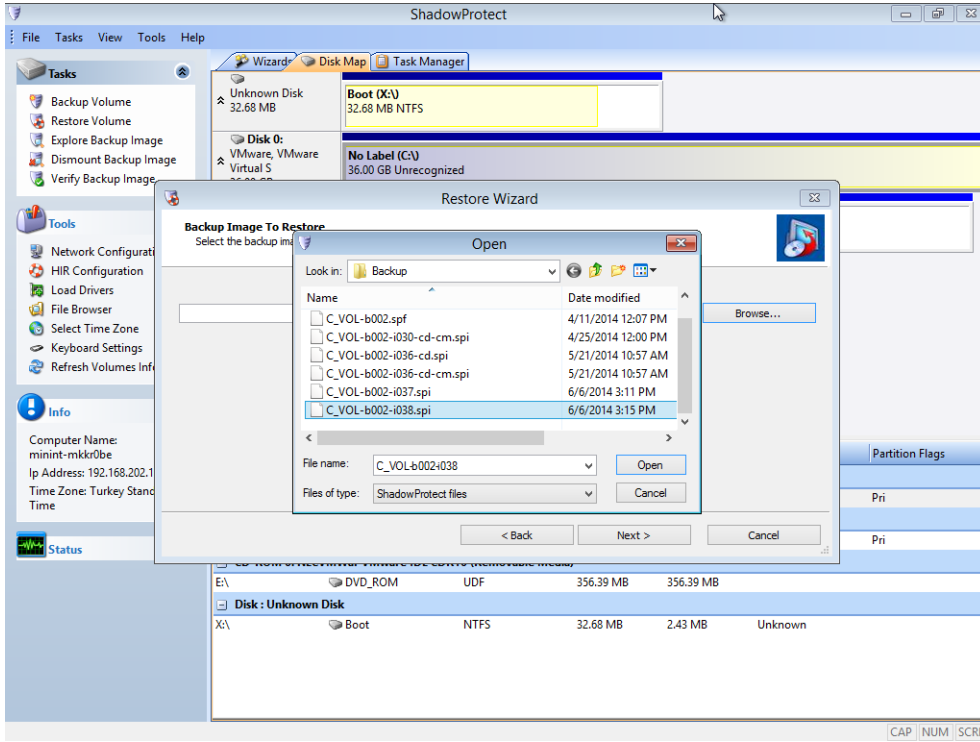 ShadowProtect
File Tasks View Tools Help
Tasks
Backup Volume
Restore Volume
Explore Backup Image
Dismount Backup Image
Verify Backup Image
Tools
Network Configurati
HIR Configuration
Load Drivers
File Browser
Select Time Zone
Keyboard Settings
Refresh Volumes Inf
Info
Computer Name:
minint-mkkr0be
Ip Address: 192.168.202.1
Time Zone: Turkey Stand
Time
Status
Wizards Disk Map Task Manager
Unknown Disk
32.68 MB
Boot (X:\)
32.68 MB NTFS
Disk 0:
VMware, VMware
Virtual S
No Label (C:\)
36.00 GB Unrecognized
Restore Wizard
Backup Image To Restore
Select the backup
Browse...
Open
Look in: Backup
Name Date modified
C_VOL-b002.spf 4/11/2014 12:07 PM
C_VOL-b002-i030-cd-cm.spi 4/25/2014 12:00 PM
C_VOL-b002-i036-cd.spi 5/21/2014 10:57 AM
C_VOL-b002-i036-cd-cm.spi 5/21/2014 10:57 AM
C_VOL-b002-i037.spi 6/6/2014 3:11 PM
C_VOL-b002-i038.spi 6/6/2014 3:15 PM
File name: C_VOL-b002-i038 Open
Files of type: ShadowProtect files Cancel
< Back Next > Cancel
Partition Flags
Pri
Pri
E:\ DVD_ROM UDF 356.39 MB 356.39 MB
Disk : Unknown Disk
X:\ Boot NTFS 32.68 MB 2.43 MB Unknown
CAP NUM SCR